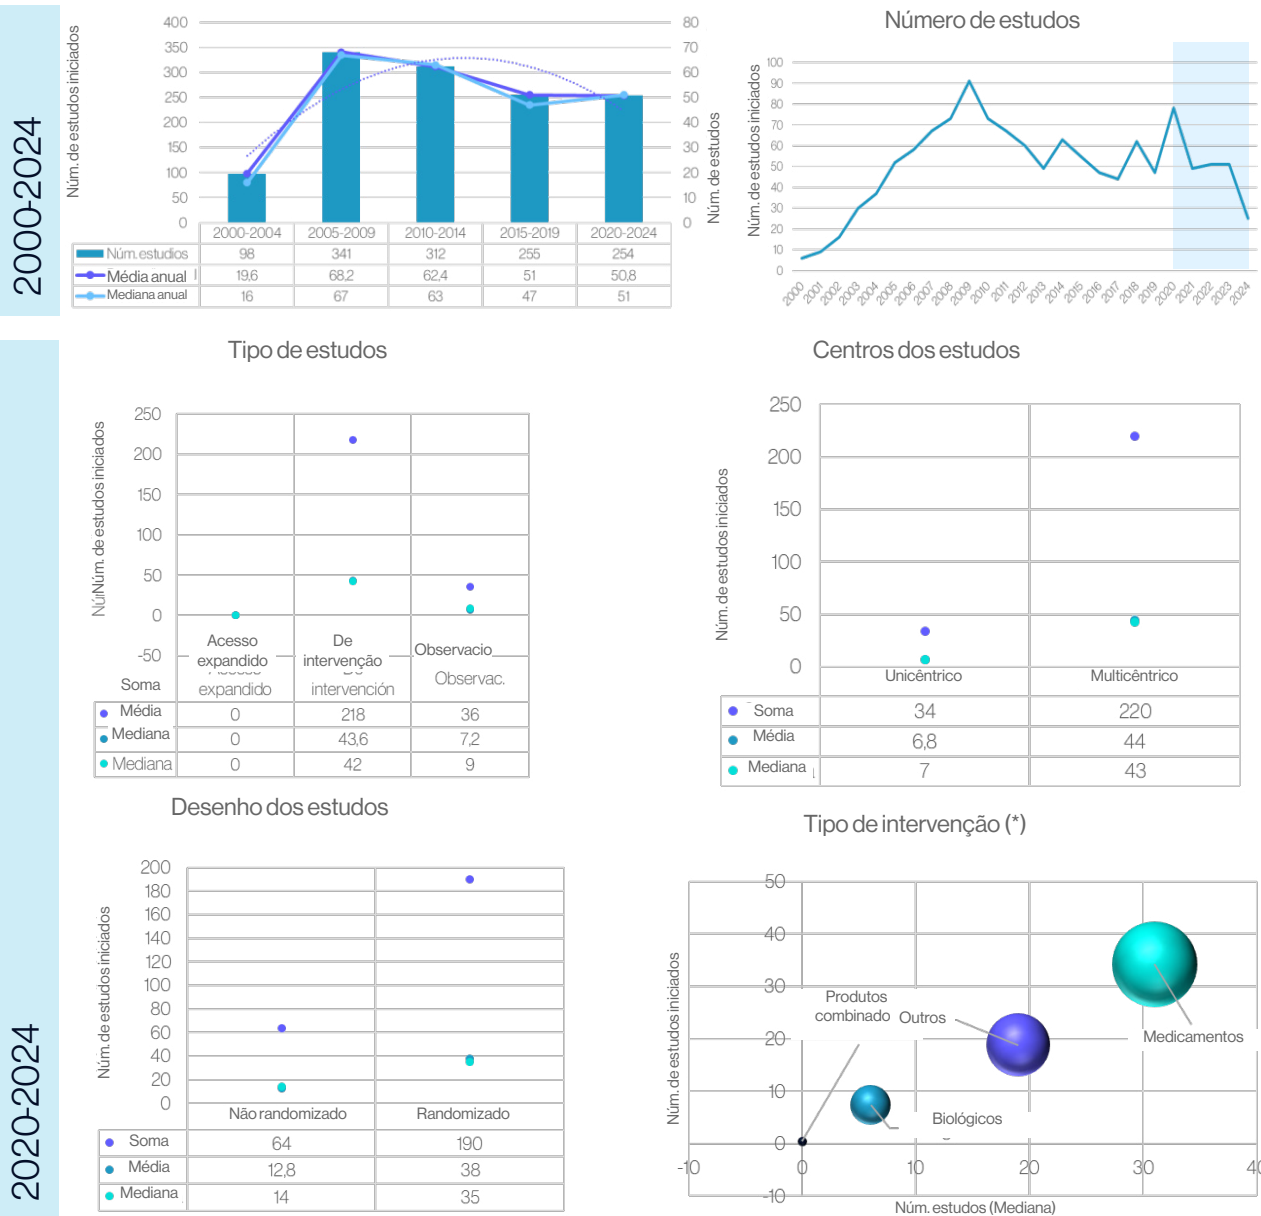 2000-2024
Núm. de estudos iniciados
400
350
300
250
200
150
100
50
0
80
70
60
50
40
30
20
10
0
Núm. de estudos
2000-2004 2005-2009 2010-2014 2015-2019 2020-2024
Núm. estudios 98 341 312 255 254
Média anual 19,6 68,2 62,4 51 50,8
Mediana anual 16 67 63 47 51
Número de estudos
Núm. de estudos iniciados
100
90
80
70
60
50
40
30
20
10
0
2000 2001 2002 2003 2004 2005 2006 2007 2008 2009 2010 2011 2012 2013 2014 2015 2016 2017 2018 2019 2020 2021 2022 2023 2024
2020-2024
Tipo de estudos
Núm. de estudos iniciados
250
200
150
100
50
0
-50
Acesso expandido
De intervenção
Observacio
expandido intervención Observac.
Soma
Média 0 218 36
Mediana 0 43,6 7,2
Mediana 0 42 9
Centros dos estudos
Núm. de estudos iniciados
250
200
150
100
50
0
Unicêntrico Multicêntrico
Soma 34 220
Média 6,8 44
Mediana 7 43
Desenho dos estudos
Núm. de estudos iniciados
200
180
160
140
120
100
80
60
40
20
0
Não randomizado Randomizado
Soma 64 190
Média 12,8 38
Mediana 14 35
Tipo de intervenção (*)
Núm. de estudos iniciados
50
40
30
20
10
0
-10
Produtos
combinado
Outros
Medicamentos
Biológicos
-10 0 10 20 30 40
Núm. estudos (Mediana)